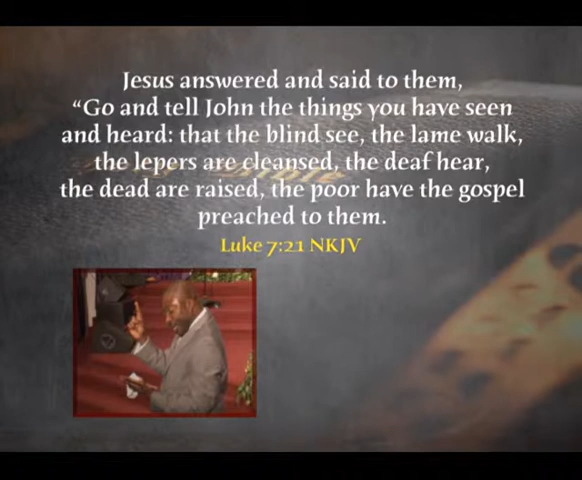 Jesus answered and said to them,
“Go and tell John the things you have seen
and heard: that the blind see, the lame walk,
the lepers are cleansed, the deaf hear,
the dead are raised, the poor have the gospel
preached to them.
Luke 7:21 NKJV